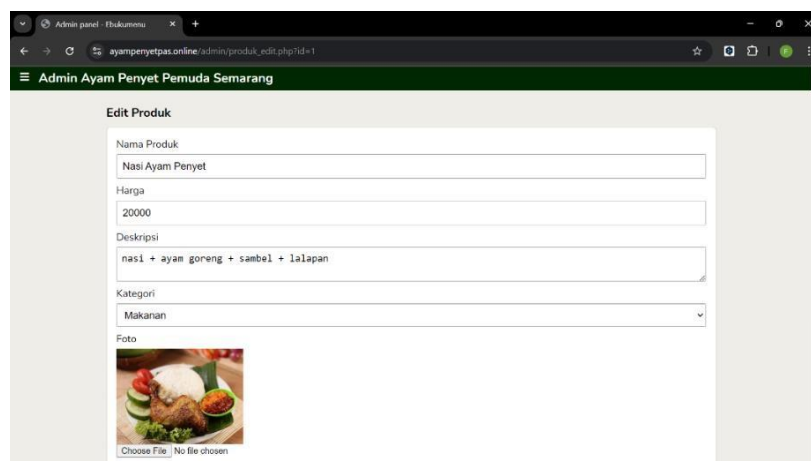 Admin panel - Ebukumenu
ayampenyetpas.online/admin/produk_edit.php?id=1
Admin Ayam Penyet Pemuda Semarang
Edit Produk
Nama Produk
Nasi Ayam Penyet
Harga
20000
Deskripsi
nasi + ayam goreng + sambel + lalapan
Kategori
Makanan
Foto
Choose File No file chosen